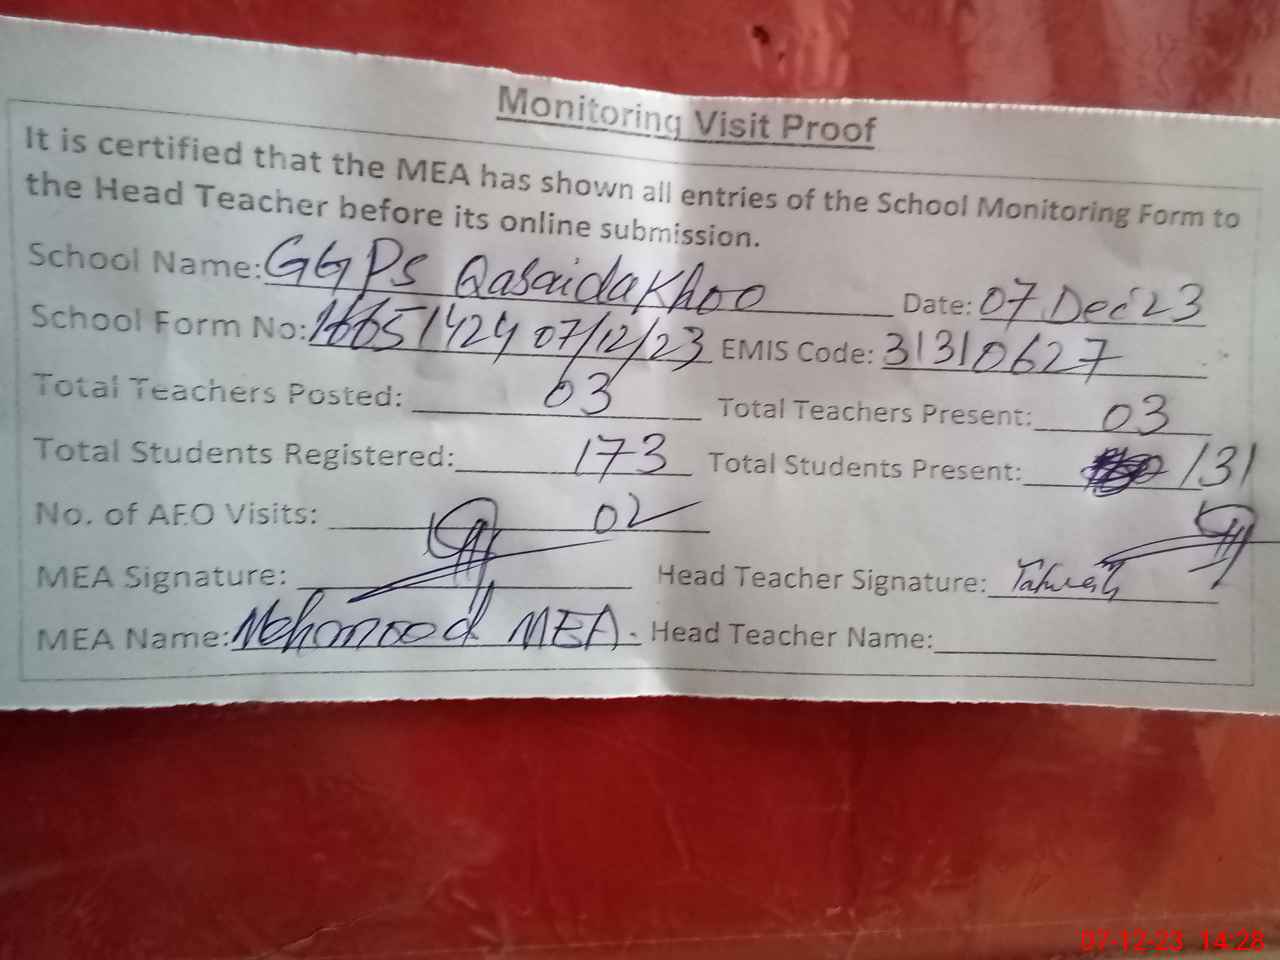 Monitoring Visit Proof
It is certified that the MEA has shown all entries of the School Monitoring Form to
the Head Teacher before its online submission.
School Name: GGPS Qasaida Khoo Date: 07 Dec'23
School Form No: 16651424 07/12/23 EMIS Code: 31310627
Total Teachers Posted: 03 Total Teachers Present: 03
Total Students Registered: 173 Total Students Present: 131
No. of AEO Visits: 02
MEA Signature: Head Teacher Signature:
MEA Name: Mehmood MEA. Head Teacher Name:
07-12-23 14:28